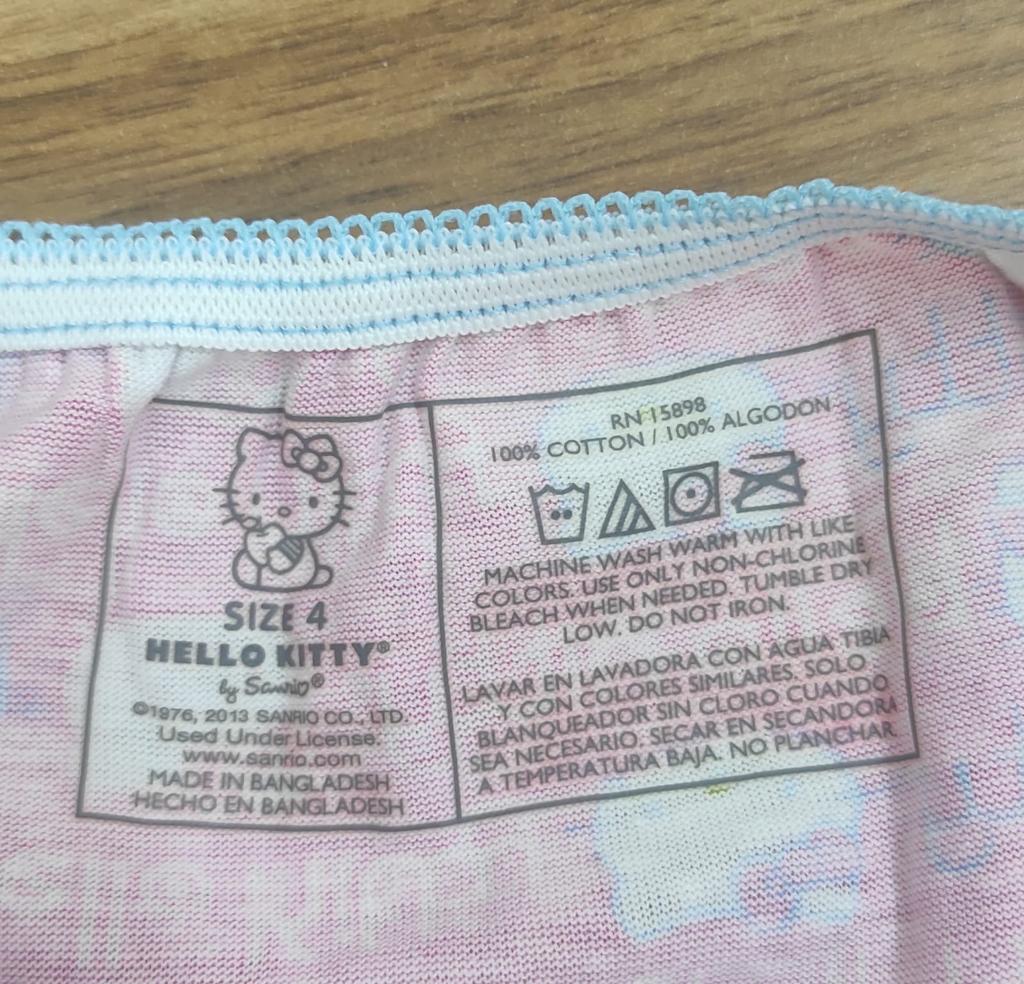 SIZE 4
HELLO KITTY®
by Sanrio®
©1976, 2013 SANRIO CO., LTD.
Used Under License.
www.sanrio.com
MADE IN BANGLADESH
HECHO EN BANGLADESH
RN 15898
100% COTTON / 100% ALGODON
MACHINE WASH WARM WITH LIKE
COLORS. USE ONLY NON-CHLORINE
BLEACH WHEN NEEDED. TUMBLE DRY
LOW. DO NOT IRON.
LAVAR EN LAVADORA CON AGUA TIBIA
Y CON COLORES SIMILARES. SOLO
BLANQUEADOR SIN CLORO CUANDO
SEA NECESARIO. SECAR EN SECANDORA
A TEMPERATURA BAJA. NO PLANCHAR.